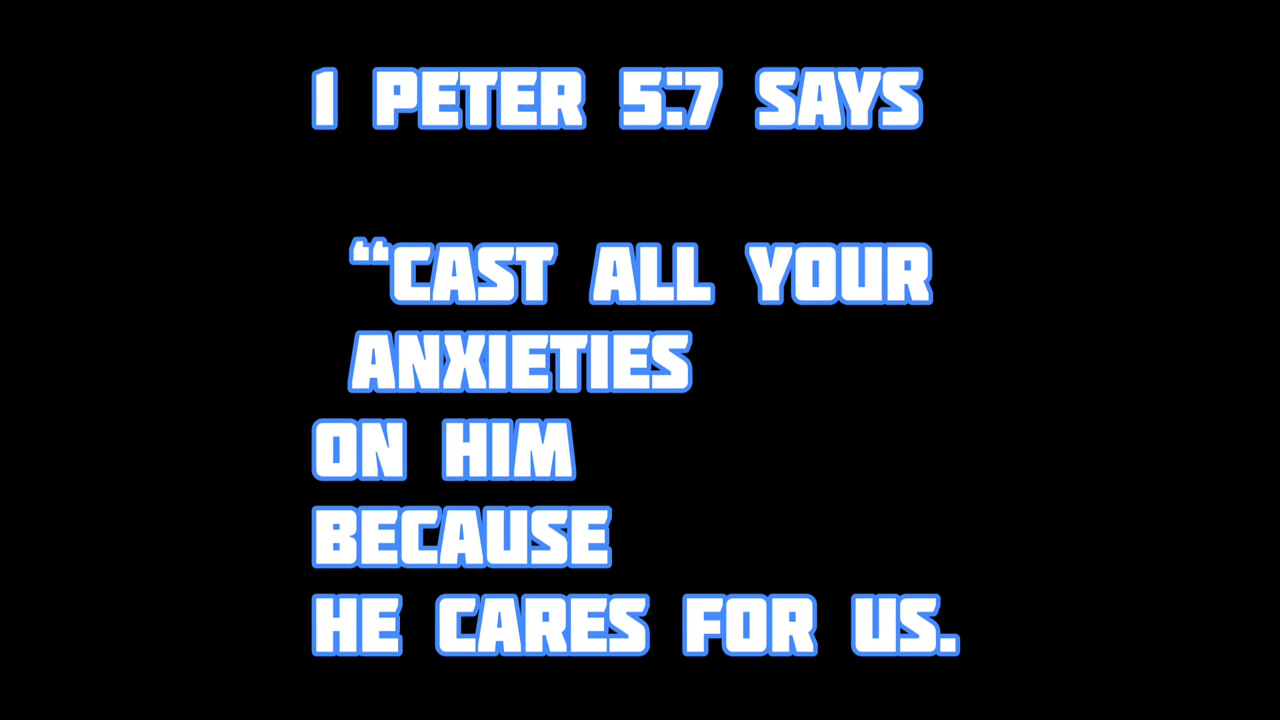 1 PETER 5:7 SAYS
“CAST ALL YOUR
ANXIETIES
ON HIM
BECAUSE
HE CARES FOR US.